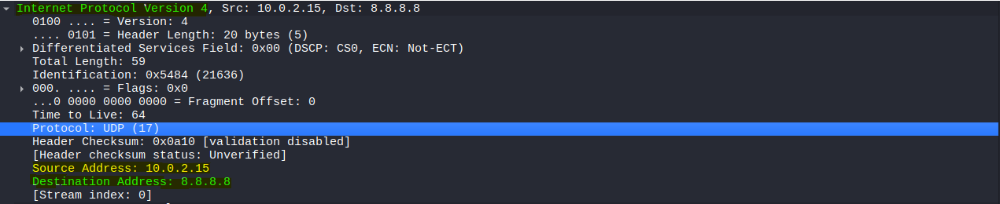 Internet Protocol Version 4, Src: 10.0.2.15, Dst: 8.8.8.8
0100 .... = Version: 4
.... 0101 = Header Length: 20 bytes (5)
Differentiated Services Field: 0x00 (DSCP: CS0, ECN: Not-ECT)
Total Length: 59
Identification: 0x5484 (21636)
000. .... = Flags: 0x0
...0 0000 0000 0000 = Fragment Offset: 0
Time to Live: 64
Protocol: UDP (17)
Header Checksum: 0x0a10 [validation disabled]
[Header checksum status: Unverified]
Source Address: 10.0.2.15
Destination Address: 8.8.8.8
[Stream index: 0]